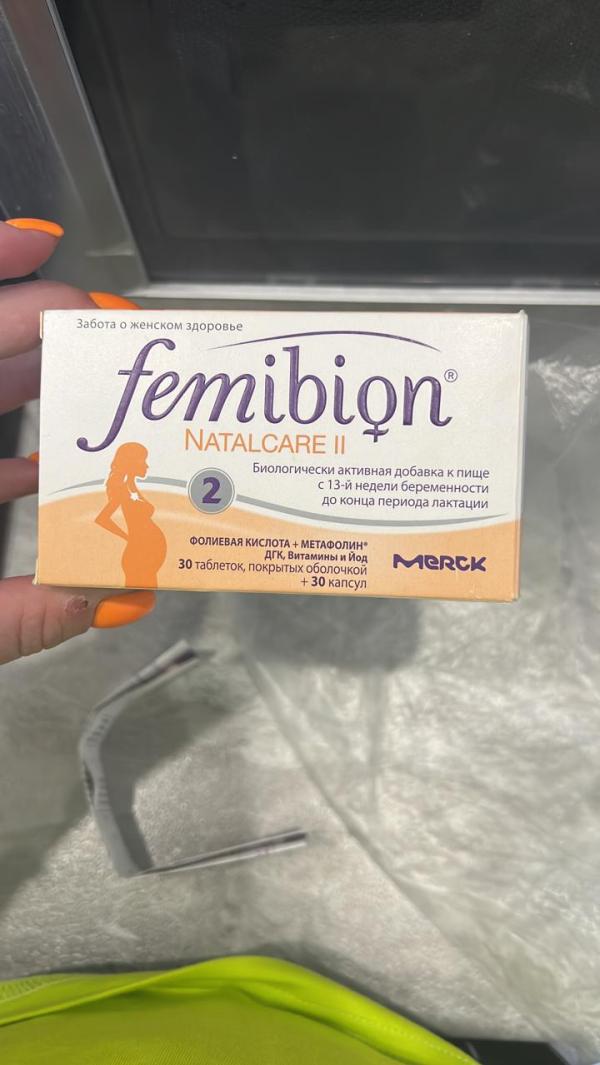 Забота о женском здоровье
femibion®
NATALCARE II
2
Биологически активная добавка к пище
с 13-й недели беременности
до конца периода лактации
ФОЛИЕВАЯ КИСЛОТА + МЕТАФОЛИН®
ДГК, Витамины и Йод
30 таблеток, покрытых оболочкой
+ 30 капсул
MERCK